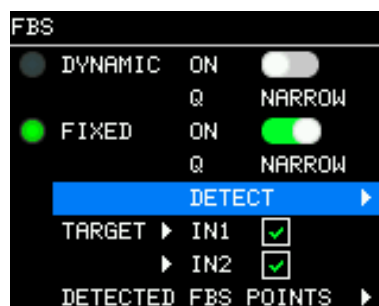 FBS
DYNAMIC ON
Q NARROW
FIXED ON
Q NARROW
DETECT
TARGET IN1
IN2
DETECTED FBS POINTS